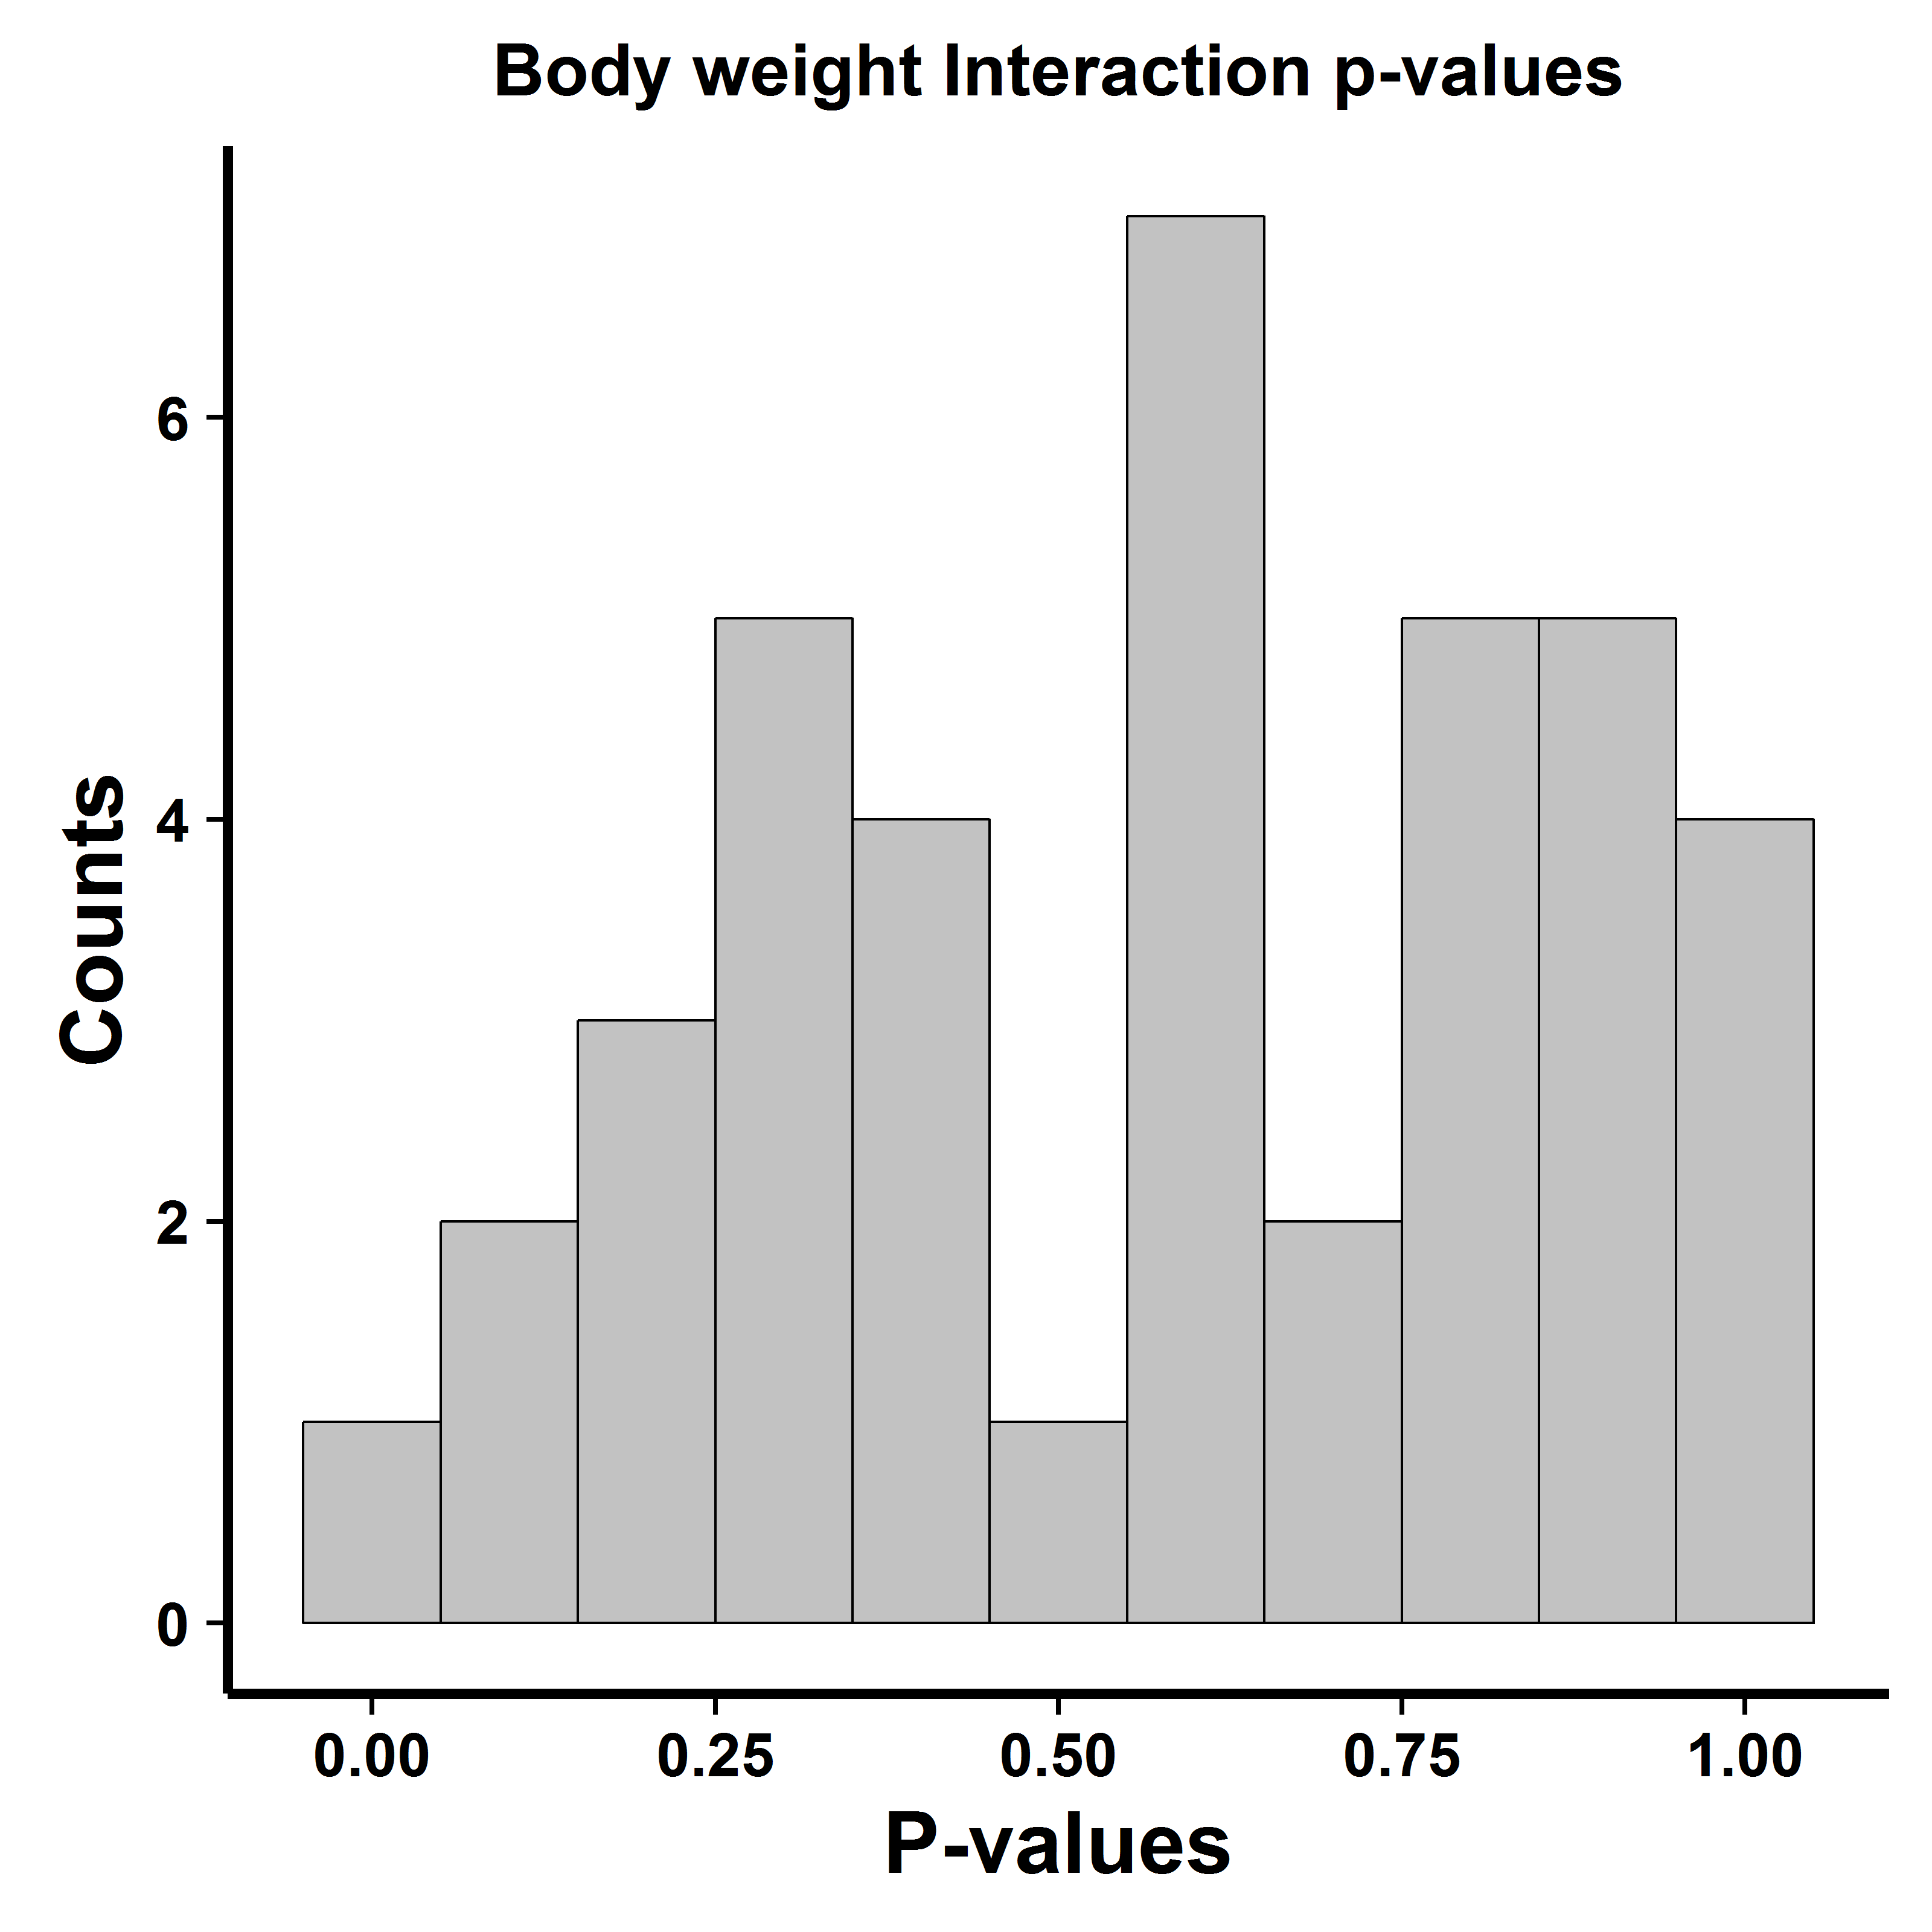 Body weight Interaction p-values
6
4
2
0
Counts
0.00 0.25 0.50 0.75 1.00
P-values